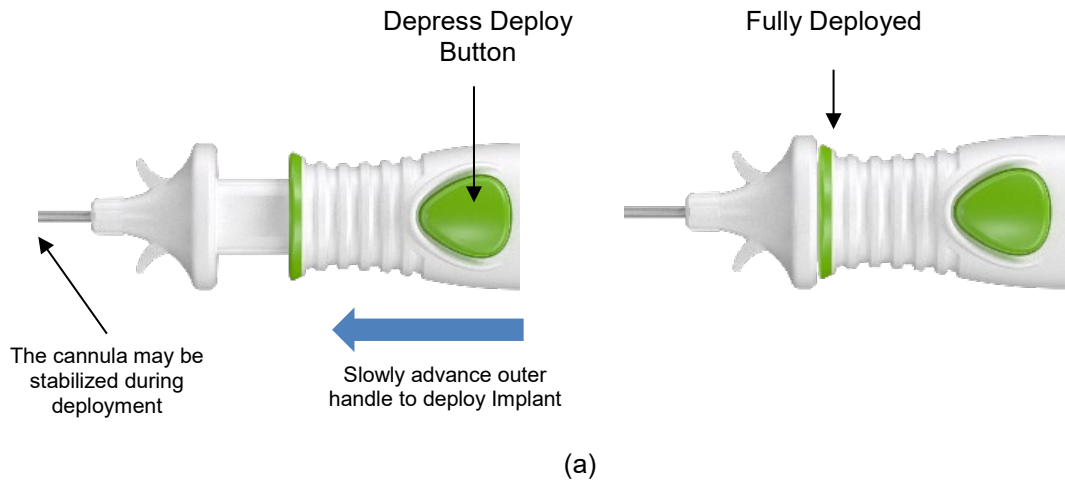 Depress Deploy
Button
Fully Deployed
The cannula may be
stabilized during
deployment
Slowly advance outer
handle to deploy Implant
(a)